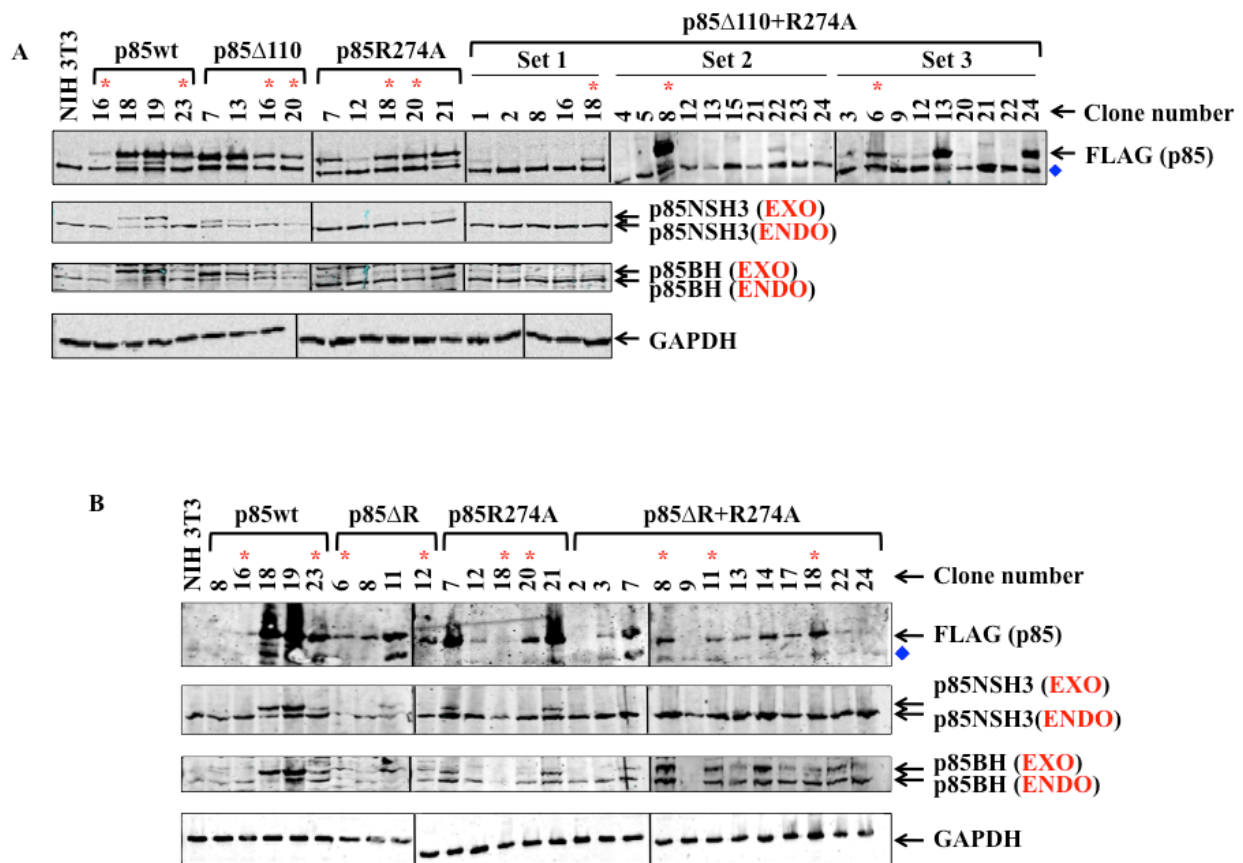 p85Δ110+R274A
A
NIH 3T3
p85wt
p85Δ110
p85R274A
Set 1
Set 2
Set 3
* * * * * * * * *
16 18 19 23 7 13 16 20 7 12 18 20 21 1 2 8 16 18 4 5 8 12 13 15 21 22 23 24 3 6 9 12 13 20 21 22 24
← Clone number
← FLAG (p85)
p85NSH3 (EXO)
p85NSH3(ENDO)
p85BH (EXO)
p85BH (ENDO)
← GAPDH
B
NIH 3T3
p85wt
p85ΔR
p85R274A
p85ΔR+R274A
* * * * * * * * *
8 16 18 19 23 6 8 11 12 7 12 18 20 21 2 3 7 8 9 11 13 14 17 18 22 24
← Clone number
← FLAG (p85)
p85NSH3 (EXO)
p85NSH3(ENDO)
p85BH (EXO)
p85BH (ENDO)
← GAPDH